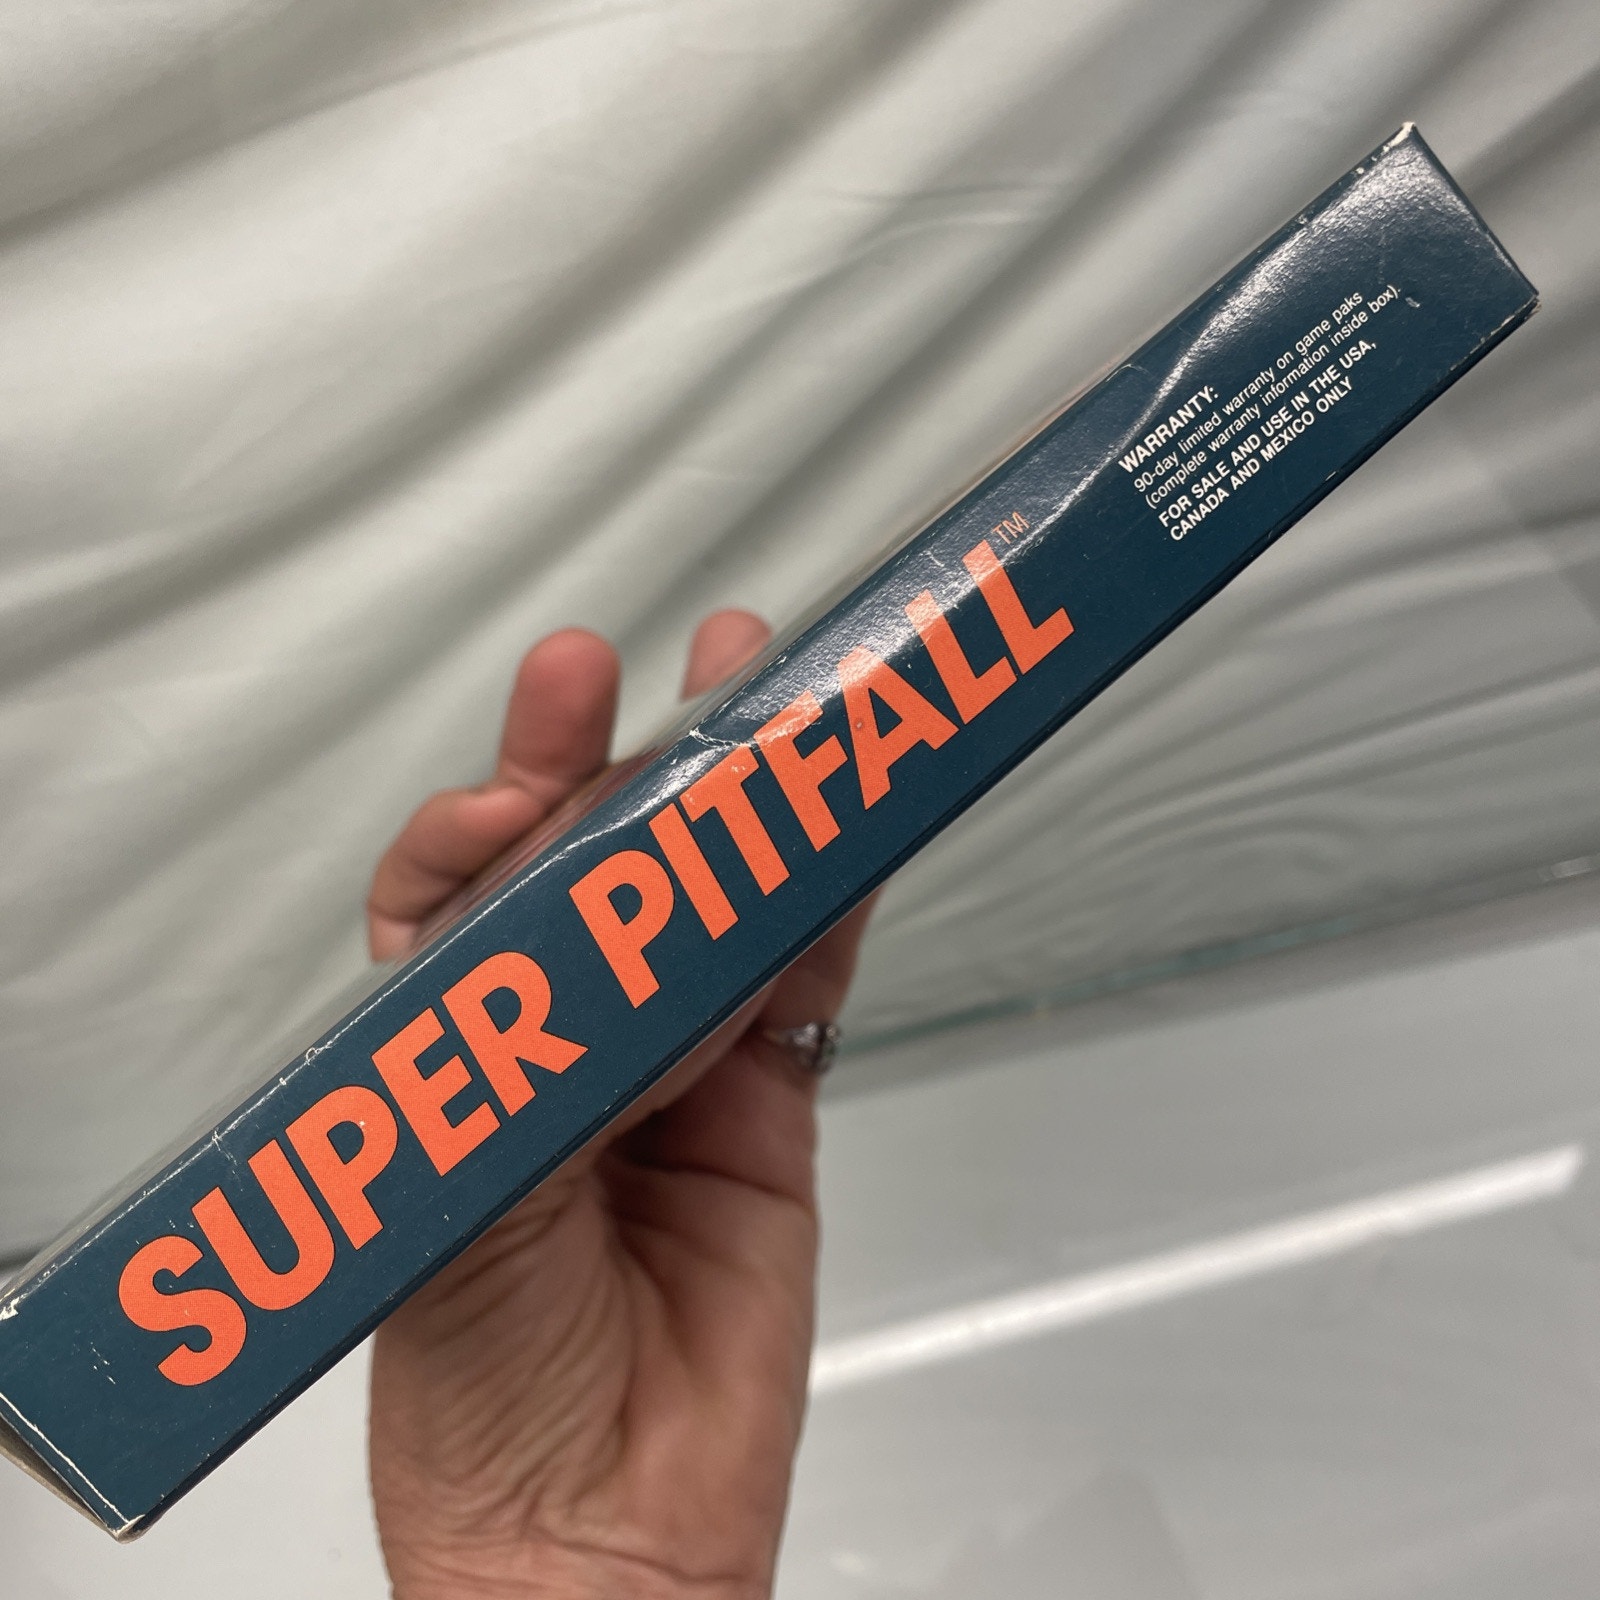 SUPER PITFALL™
WARRANTY:
90-day limited warranty on game paks
(complete warranty information inside box).
FOR SALE AND USE IN THE USA,
CANADA AND MEXICO ONLY